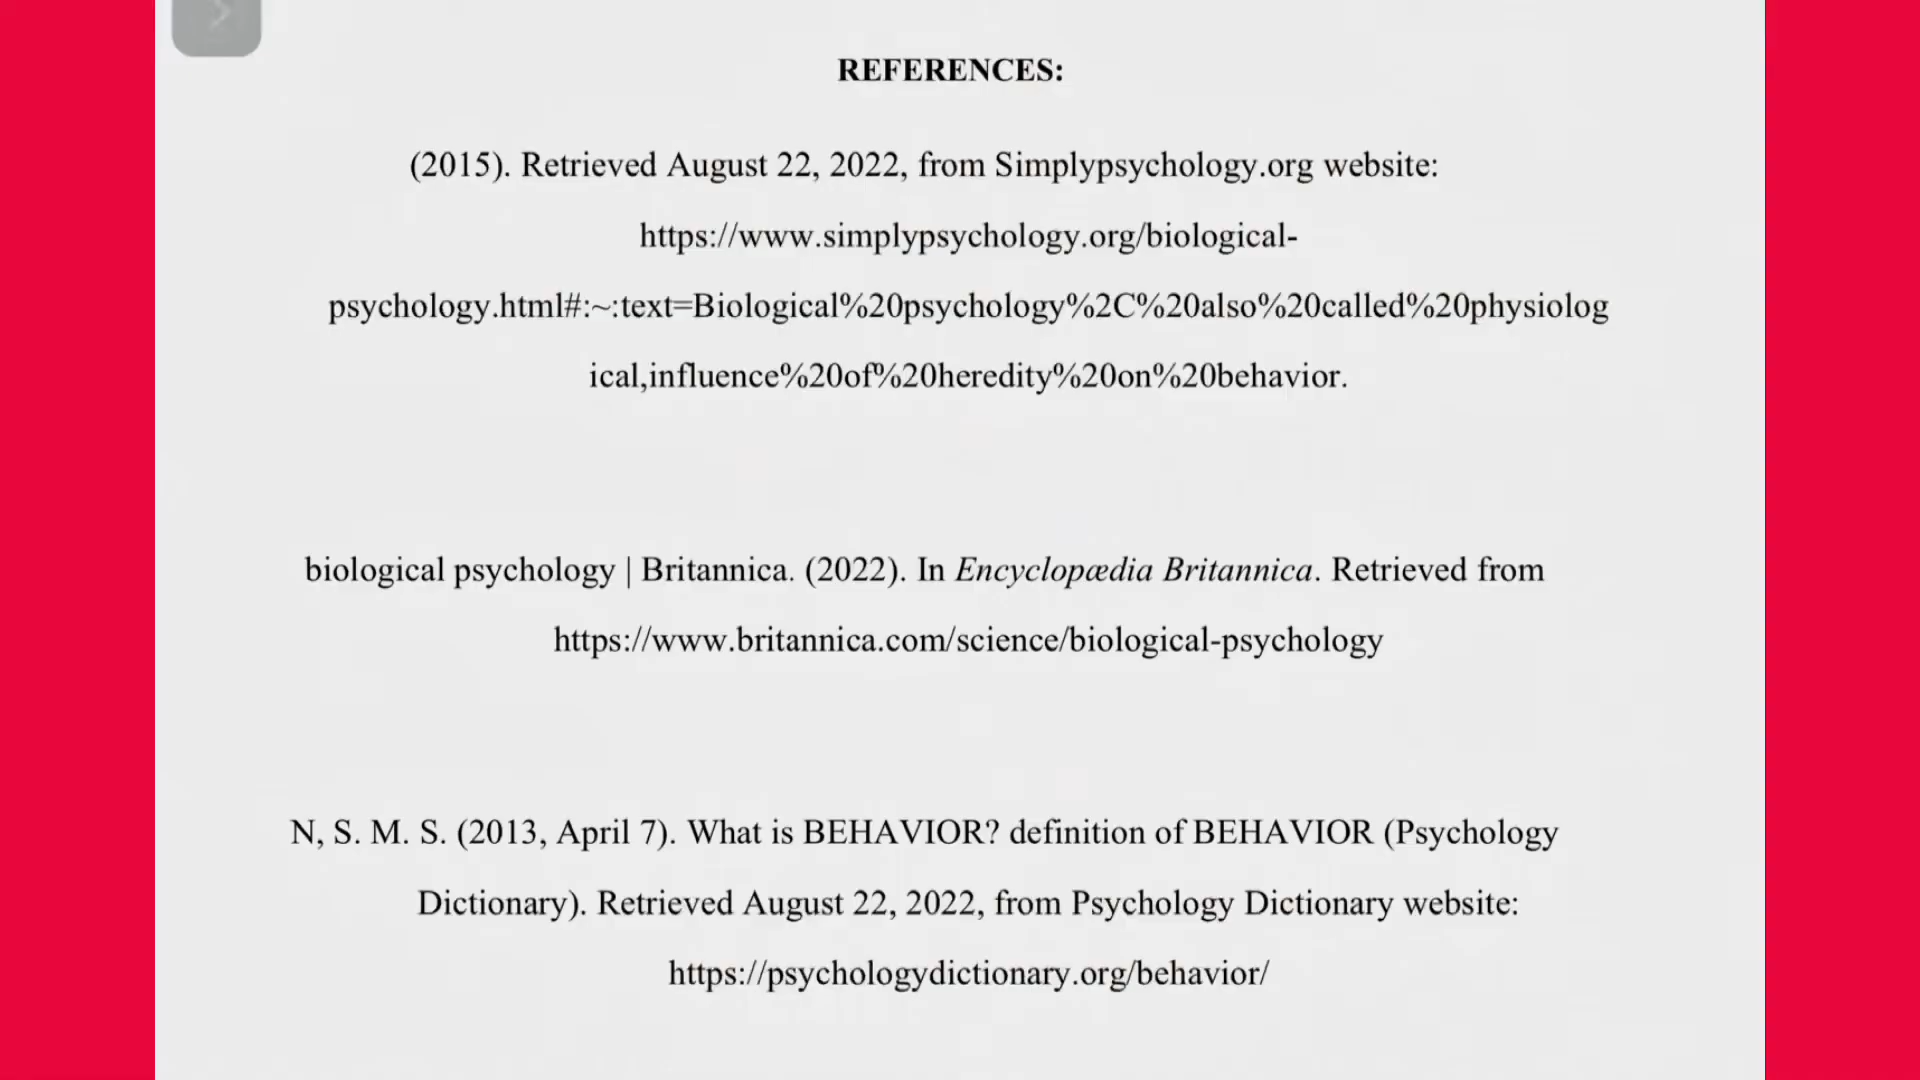 REFERENCES:
(2015). Retrieved August 22, 2022, from Simplypsychology.org website:
https://www.simplypsychology.org/biological-
psychology.html#:~:text=Biological%20psychology%2C%20also%20called%20physiolog
ical,influence%20of%20heredity%20on%20behavior.
biological psychology | Britannica. (2022). In Encyclopædia Britannica. Retrieved from
https://www.britannica.com/science/biological-psychology
N, S. M. S. (2013, April 7). What is BEHAVIOR? definition of BEHAVIOR (Psychology
Dictionary). Retrieved August 22, 2022, from Psychology Dictionary website:
https://psychologydictionary.org/behavior/